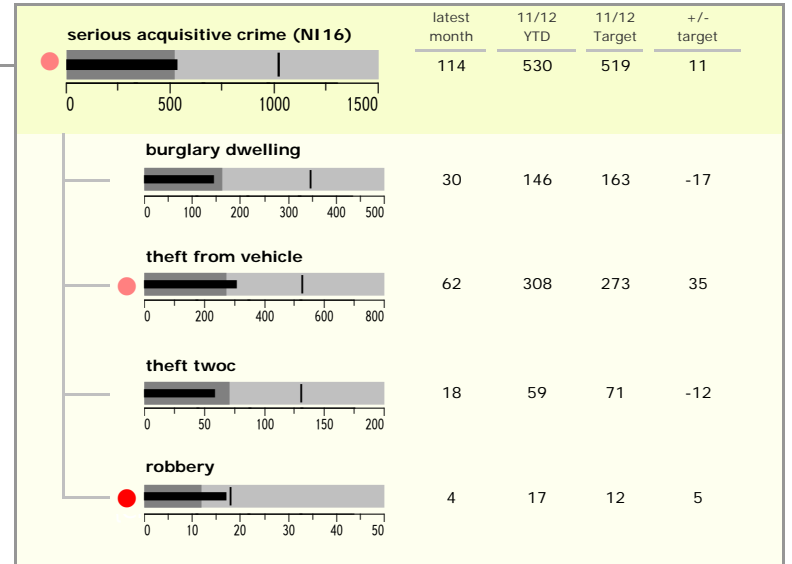 latest 11/12 11/12 +/-
month YTD Target target
serious acquisitive crime (NI16)
114 530 519 11
0 500 1000 1500
burglary dwelling
30 146 163 -17
0 100 200 300 400 500
theft from vehicle
62 308 273 35
0 200 400 600 800
theft twoc
18 59 71 -12
0 50 100 150 200
robbery
4 17 12 5
0 10 20 30 40 50